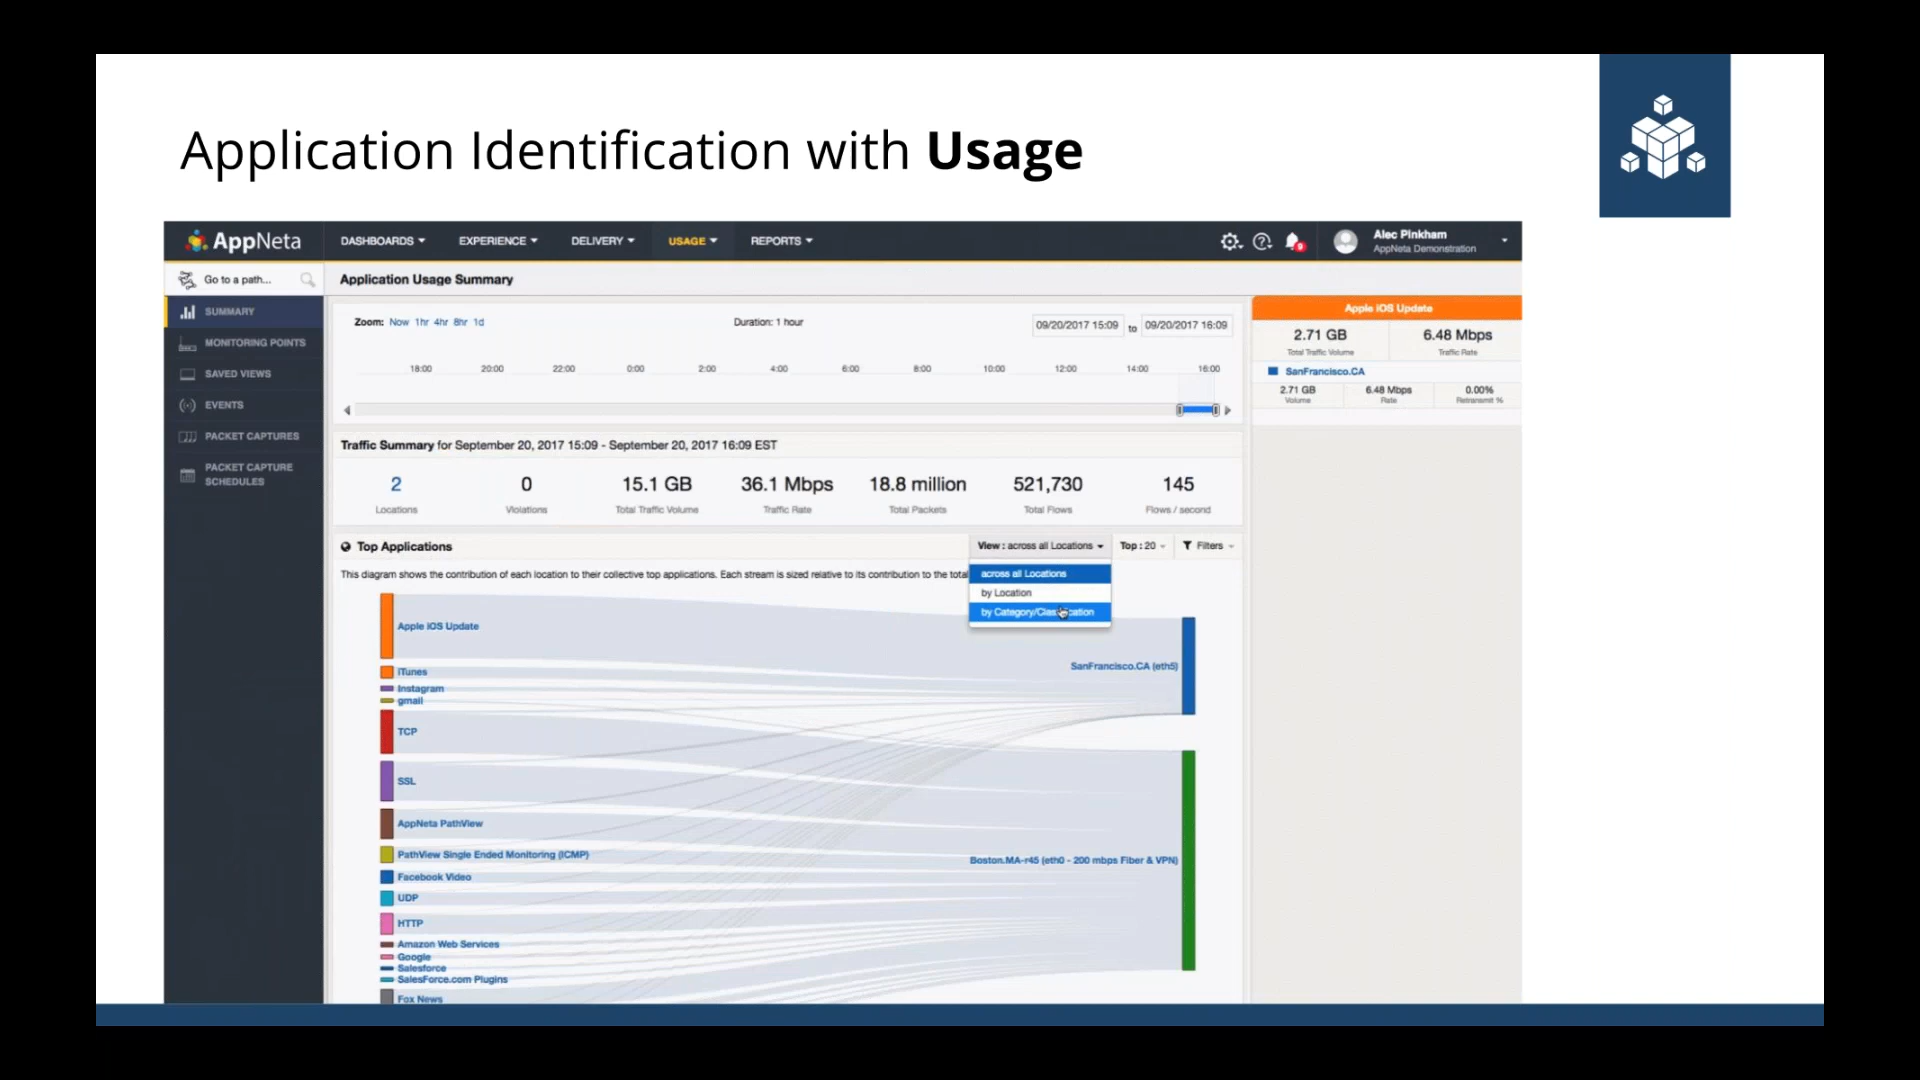 Application Identification with Usage
AppNeta
DASHBOARDS
EXPERIENCE
DELIVERY
USAGE
REPORTS
9
Alec Pinkham
AppNeta Demonstration
Go to a path...
Application Usage Summary
SUMMARY
MONITORING POINTS
SAVED VIEWS
EVENTS
PACKET CAPTURES
PACKET CAPTURE
SCHEDULES
Zoom: Now 1hr 4hr 8hr 1d
Duration: 1 hour
09/20/2017 15:09 to 09/20/2017 16:09
18:00 20:00 22:00 0:00 2:00 4:00 6:00 8:00 10:00 12:00 14:00 16:00
Traffic Summary for September 20, 2017 15:09 - September 20, 2017 16:09 EST
2 0 15.1 GB 36.1 Mbps 18.8 million 521,730 145
Locations Violations Total Traffic Volume Traffic Rate Total Packets Total Flows Flows / second
Top Applications
View : across all Locations
Top : 20
Filters
This diagram shows the contribution of each location to their collective top applications. Each stream is sized relative to its contribution to the total
across all Locations
by Location
by Category/
Apple iOS Update
iTunes
Instagram
gmail
TCP
SSL
AppNeta PathView
PathView Single Ended Monitoring (ICMP)
Facebook Video
UDP
HTTP
Amazon Web Services
Google
Salesforce
SalesForce.com Plugins
Fox News
SanFrancisco.CA (eth5)
Boston.MA-r45 (eth0 - 200 mbps Fiber & VPN)
Apple iOS Update
2.71 GB 6.48 Mbps
Total Traffic Volume Traffic Rate
SanFrancisco.CA
2.71 GB 6.48 Mbps 0.00%
Volume Rate Retransmit %